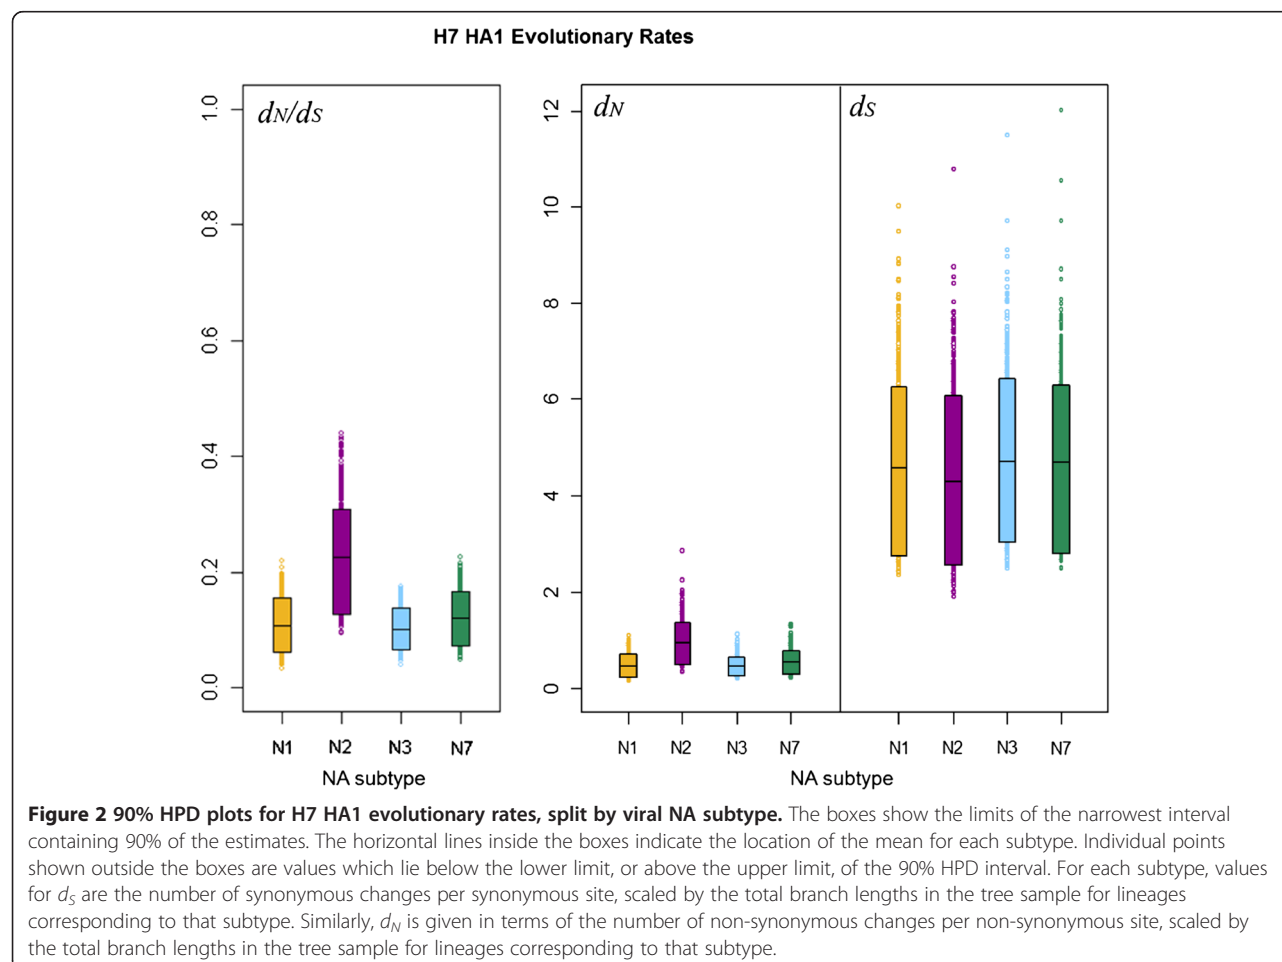 H7 HA1 Evolutionary Rates
dN/dS
dN
dS
1.0
0.8
0.6
0.4
0.2
0.0
12
10
8
6
4
2
0
N1 N2 N3 N7
N1 N2 N3 N7
N1 N2 N3 N7
NA subtype
NA subtype
Figure 2 90% HPD plots for H7 HA1 evolutionary rates, split by viral NA subtype. The boxes show the limits of the narrowest interval
containing 90% of the estimates. The horizontal lines inside the boxes indicate the location of the mean for each subtype. Individual points
shown outside the boxes are values which lie below the lower limit, or above the upper limit, of the 90% HPD interval. For each subtype, values
for dS are the number of synonymous changes per synonymous site, scaled by the total branch lengths in the tree sample for lineages
corresponding to that subtype. Similarly, dN is given in terms of the number of non-synonymous changes per non-synonymous site, scaled by
the total branch lengths in the tree sample for lineages corresponding to that subtype.